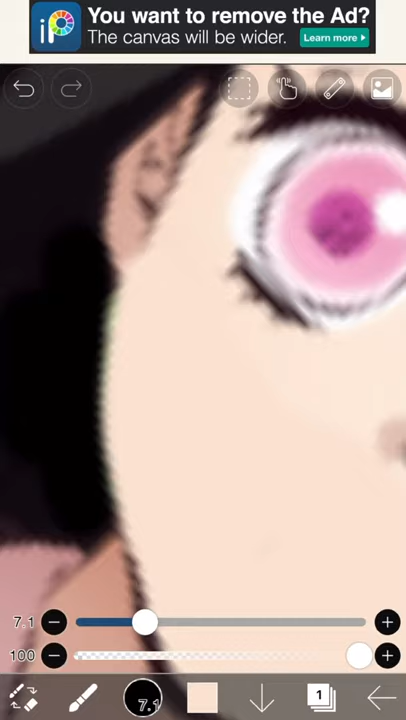 iP
You want to remove the Ad?
The canvas will be wider.
Learn more
7.1
100
7.1
1